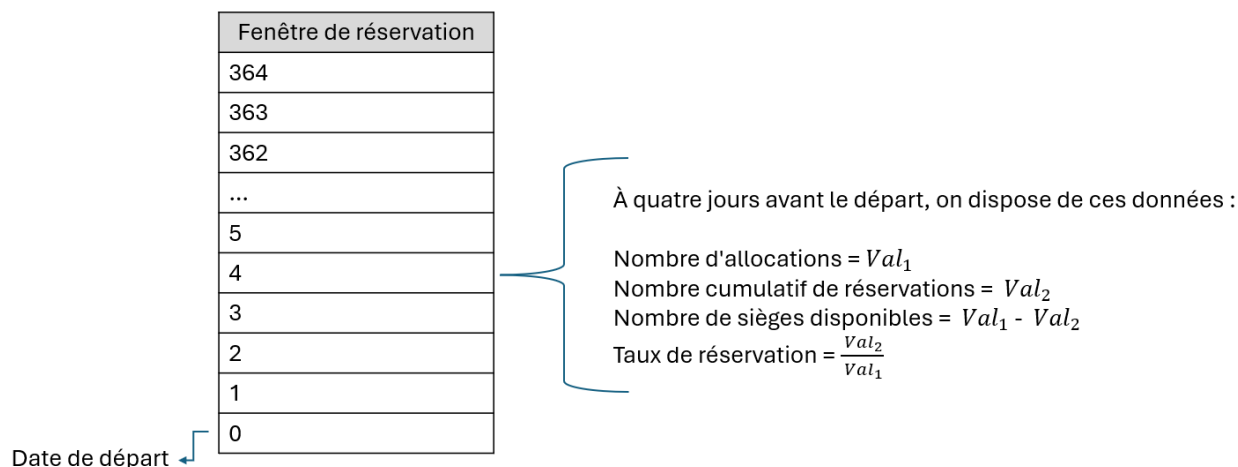 Fenêtre de réservation
364
363
362
...
5
4
3
2
1
0
Date de départ
À quatre jours avant le départ, on dispose de ces données :
Nombre d'allocations = Val₁
Nombre cumulatif de réservations = Val₂
Nombre de sièges disponibles = Val₁ - Val₂
Taux de réservation = Val₂/Val₁